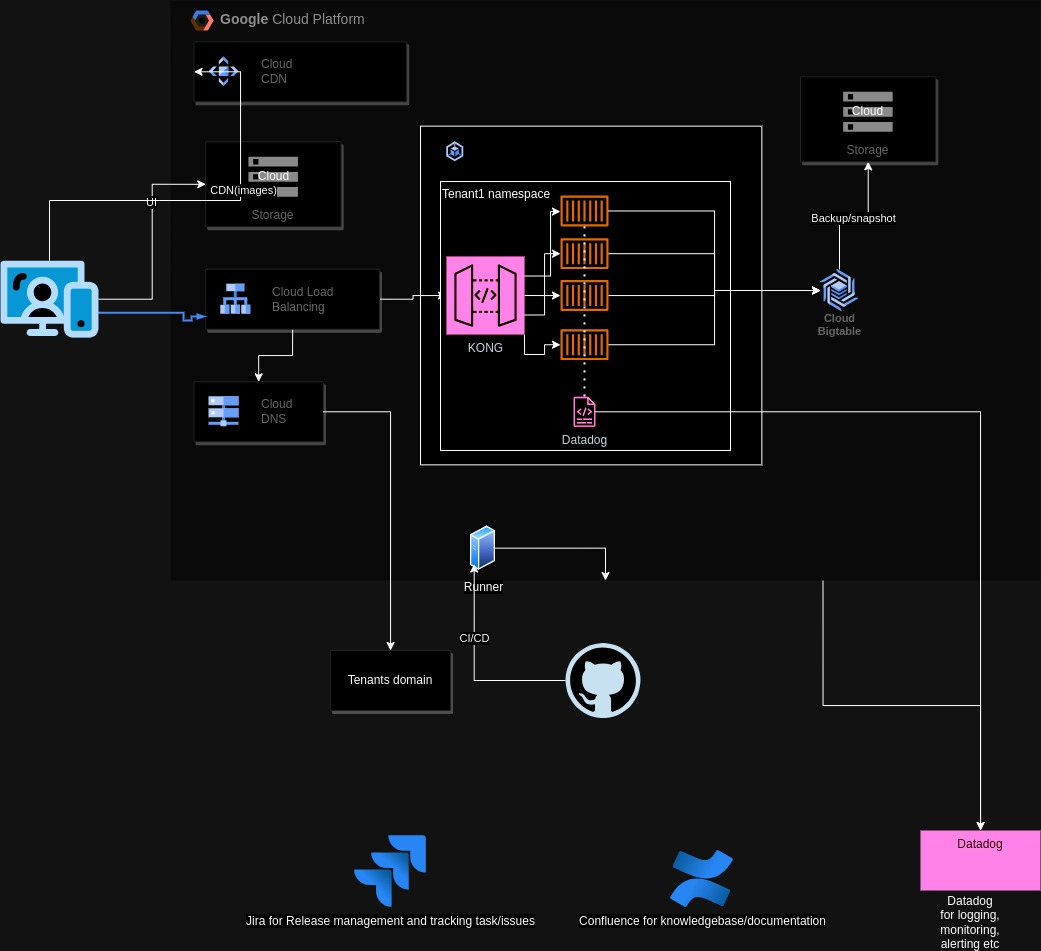 Google Cloud Platform
Cloud
CDN
Cloud
Storage
CDN(images)
UI
Cloud
Storage
Backup/snapshot
Tenant1 namespace
KONG
Cloud Load
Balancing
Cloud
Bigtable
Cloud
DNS
Datadog
Runner
CI/CD
Tenants domain
Datadog
Datadog
for logging,
monitoring,
alerting etc
Jira for Release management and tracking task/issues
Confluence for knowledgebase/documentation